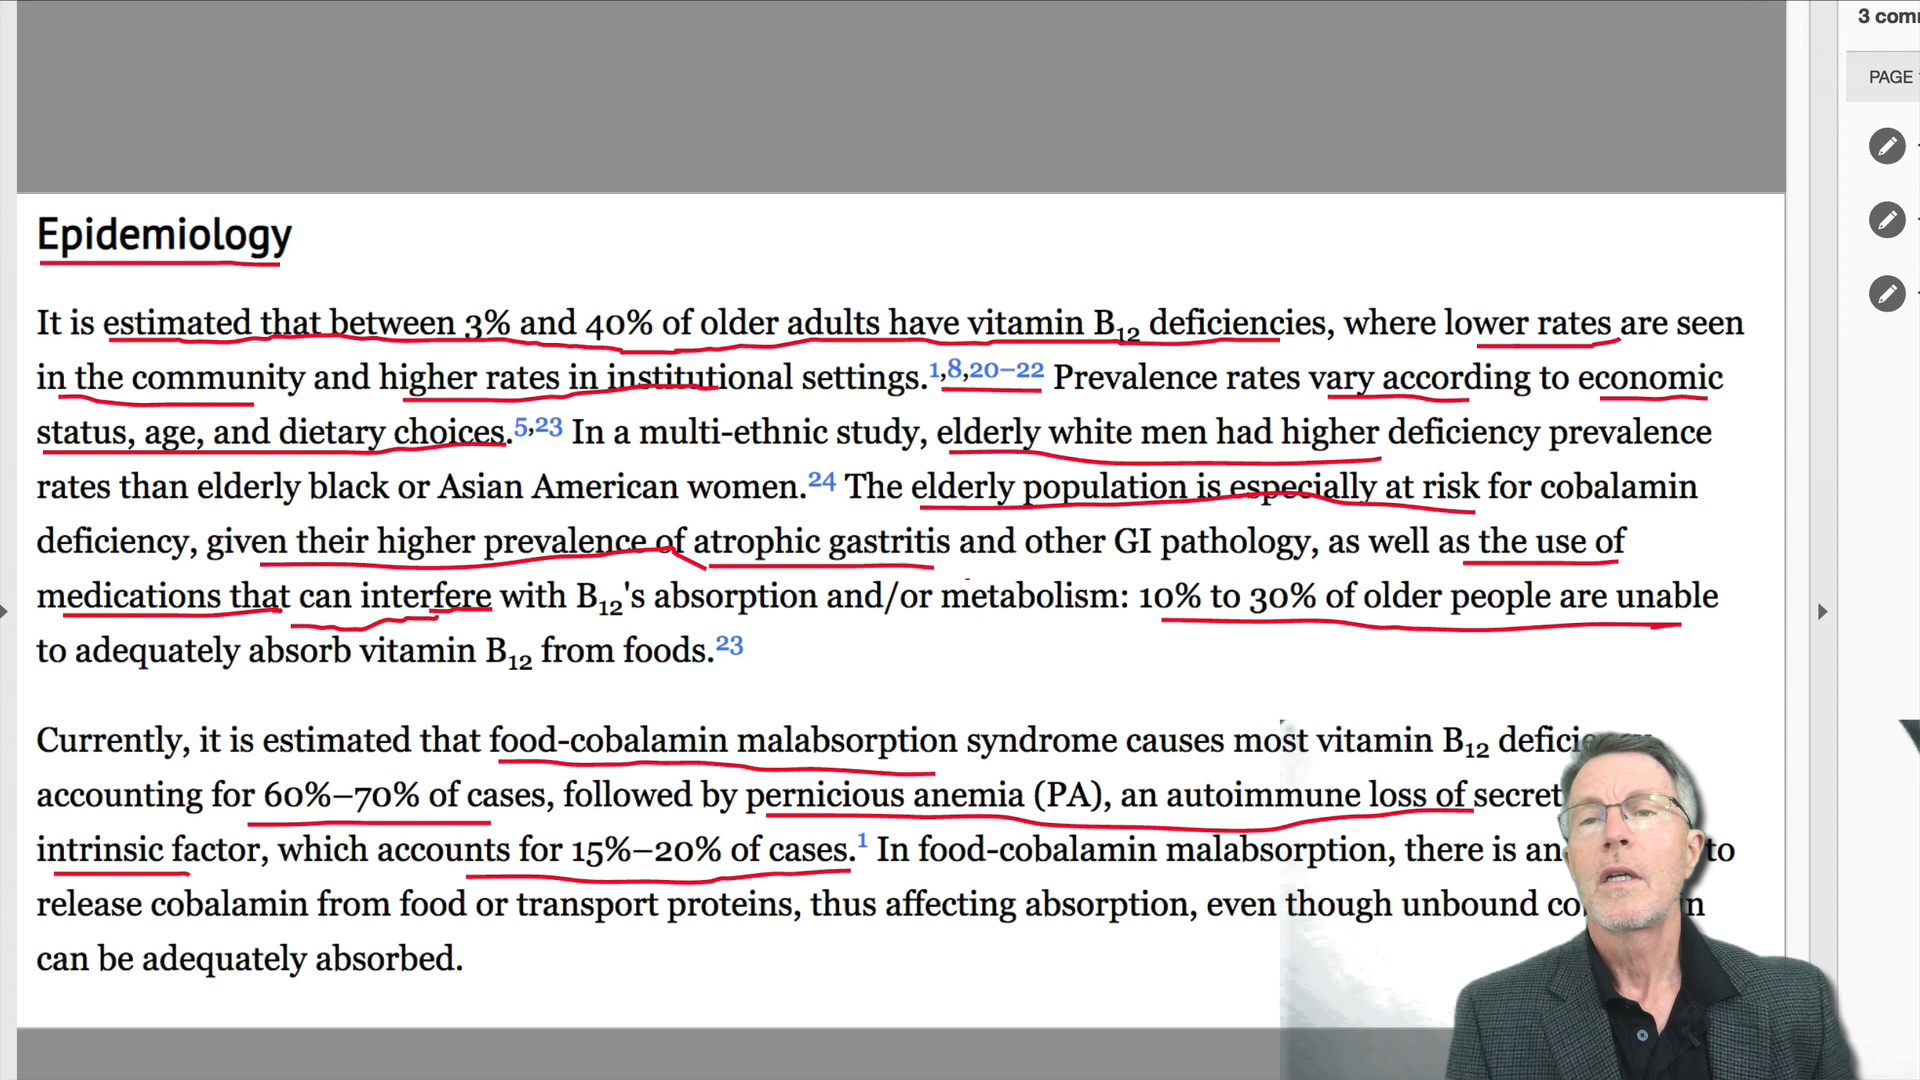 3 com
PAGE
Epidemiology
It is estimated that between 3% and 40% of older adults have vitamin B12 deficiencies, where lower rates are seen
in the community and higher rates in institutional settings.1,8,20–22 Prevalence rates vary according to economic
status, age, and dietary choices.5,23 In a multi-ethnic study, elderly white men had higher deficiency prevalence
rates than elderly black or Asian American women.24 The elderly population is especially at risk for cobalamin
deficiency, given their higher prevalence of atrophic gastritis and other GI pathology, as well as the use of
medications that can interfere with B12's absorption and/or metabolism: 10% to 30% of older people are unable
to adequately absorb vitamin B12 from foods.23
Currently, it is estimated that food-cobalamin malabsorption syndrome causes most vitamin B12
accounting for 60%–70% of cases, followed by pernicious anemia (PA), an autoimmune loss of
intrinsic factor, which accounts for 15%–20% of cases.1 In food-cobalamin malabsorption, there is an to
release cobalamin from food or transport proteins, thus affecting absorption, even though unbound
can be adequately absorbed.